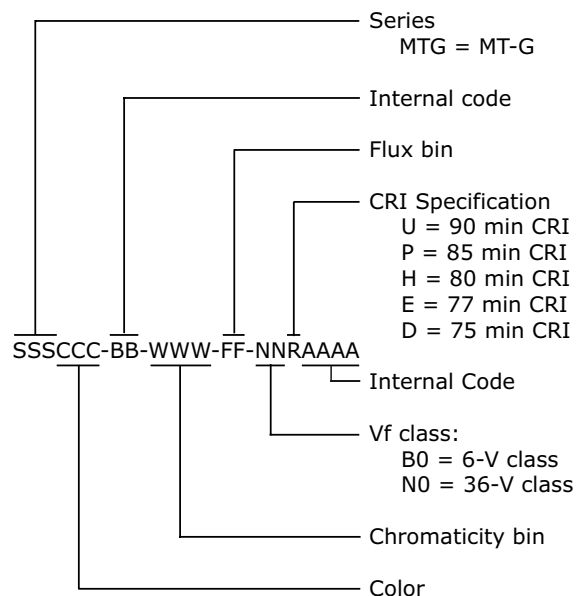 Series
MTG = MT-G
Internal code
Flux bin
CRI Specification
U = 90 min CRI
P = 85 min CRI
H = 80 min CRI
E = 77 min CRI
D = 75 min CRI
SSSCCC-BB-WWW-FF-NNRAAAA
Internal Code
Vf class:
B0 = 6-V class
N0 = 36-V class
Chromaticity bin
Color